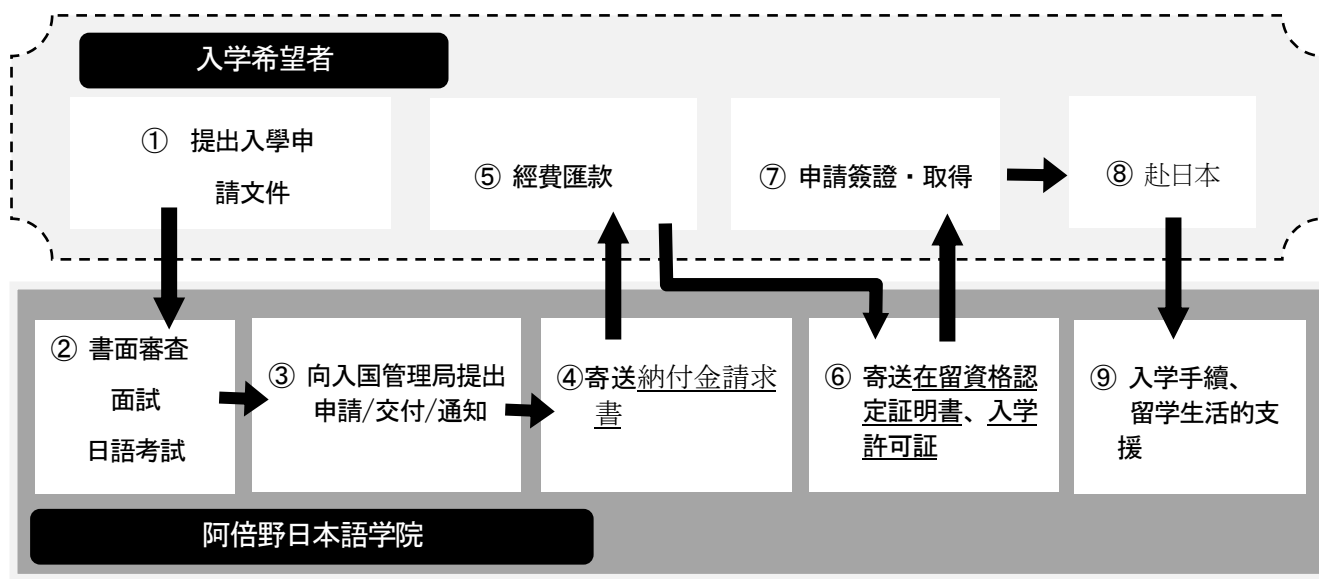 入学希望者
① 提出入學申
請文件
⑤ 經費匯款
⑦ 申請簽證・取得
⑧ 赴日本
② 書面審査
面試
日語考試
③ 向入国管理局提出
申請/交付/通知
④寄送納付金請求
書
⑥ 寄送在留資格認
定証明書、入学
許可証
⑨ 入学手續、
留学生活的支
援
阿倍野日本語学院